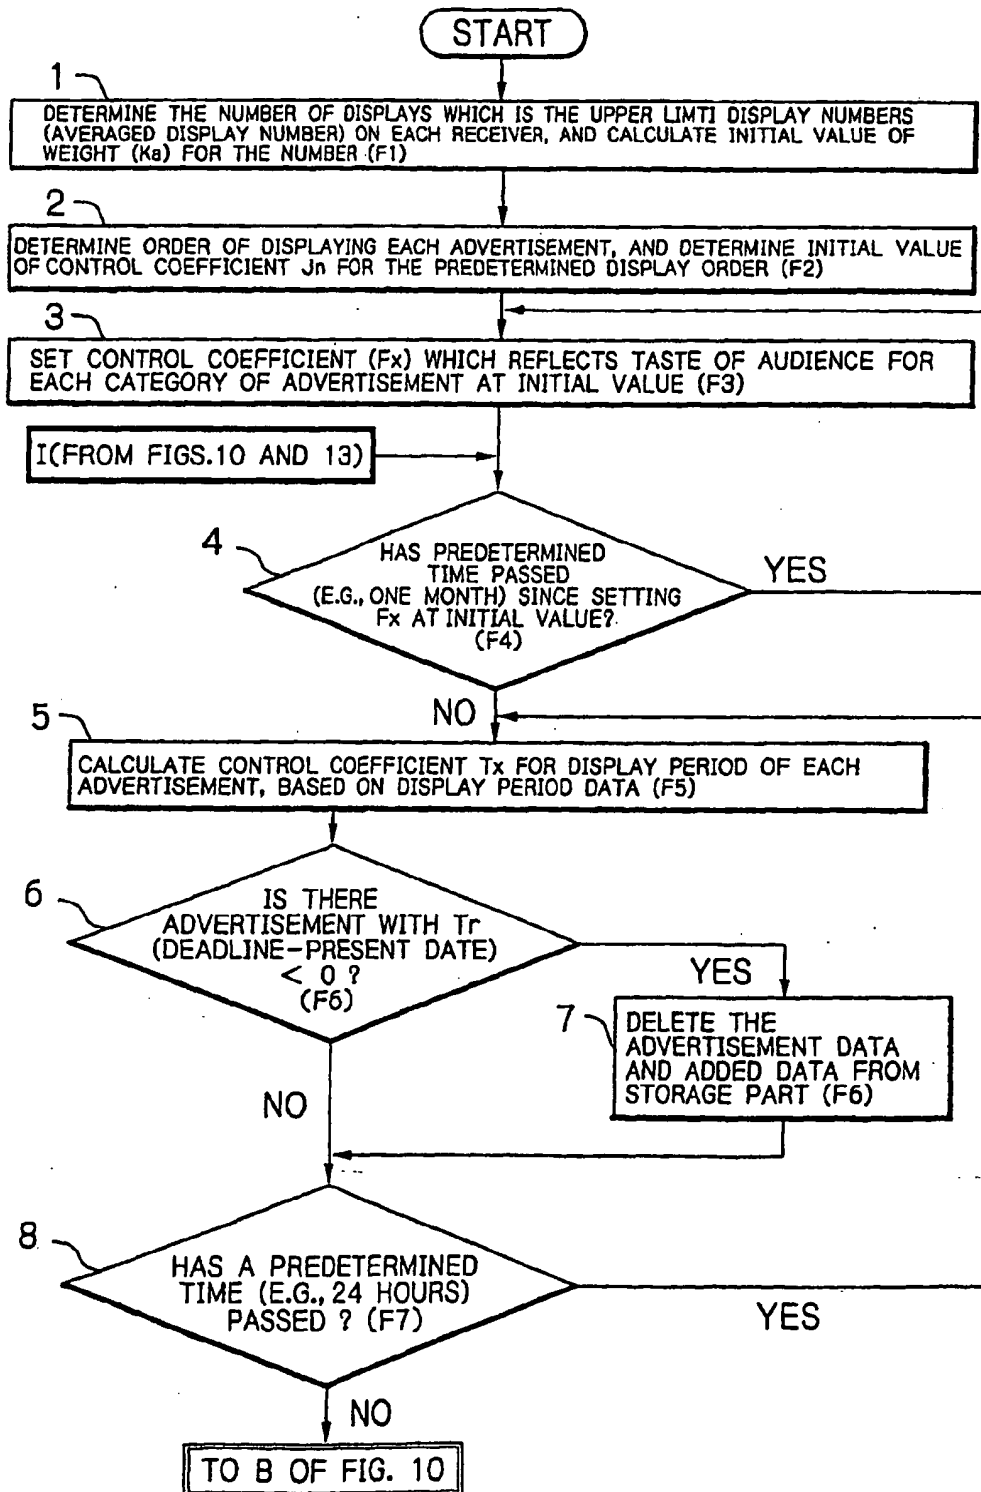 START
1
DETERMINE THE NUMBER OF DISPLAYS WHICH IS THE UPPER LIMTI DISPLAY NUMBERS
(AVERAGED DISPLAY NUMBER) ON EACH RECEIVER, AND CALCULATE INITIAL VALUE OF
WEIGHT (Ka) FOR THE NUMBER (F1)
2
DETERMINE ORDER OF DISPLAYING EACH ADVERTISEMENT, AND DETERMINE INITIAL VALUE
OF CONTROL COEFFICIENT Jn FOR THE PREDETERMINED DISPLAY ORDER (F2)
3
SET CONTROL COEFFICIENT (Fx) WHICH REFLECTS TASTE OF AUDIENCE FOR
EACH CATEGORY OF ADVERTISEMENT AT INITIAL VALUE (F3)
I(FROM FIGS.10 AND 13)
4
HAS PREDETERMINED
TIME PASSED
(E.G., ONE MONTH) SINCE SETTING
Fx AT INITIAL VALUE?
(F4)
YES
NO
5
CALCULATE CONTROL COEFFICIENT Tx FOR DISPLAY PERIOD OF EACH
ADVERTISEMENT, BASED ON DISPLAY PERIOD DATA (F5)
6
IS THERE
ADVERTISEMENT WITH Tr
(DEADLINE-PRESENT DATE)
< 0 ?
(F6)
YES
7
DELETE THE
ADVERTISEMENT DATA
AND ADDED DATA FROM
STORAGE PART (F6)
NO
8
HAS A PREDETERMINED
TIME (E.G., 24 HOURS)
PASSED ? (F7)
YES
NO
TO B OF FIG. 10